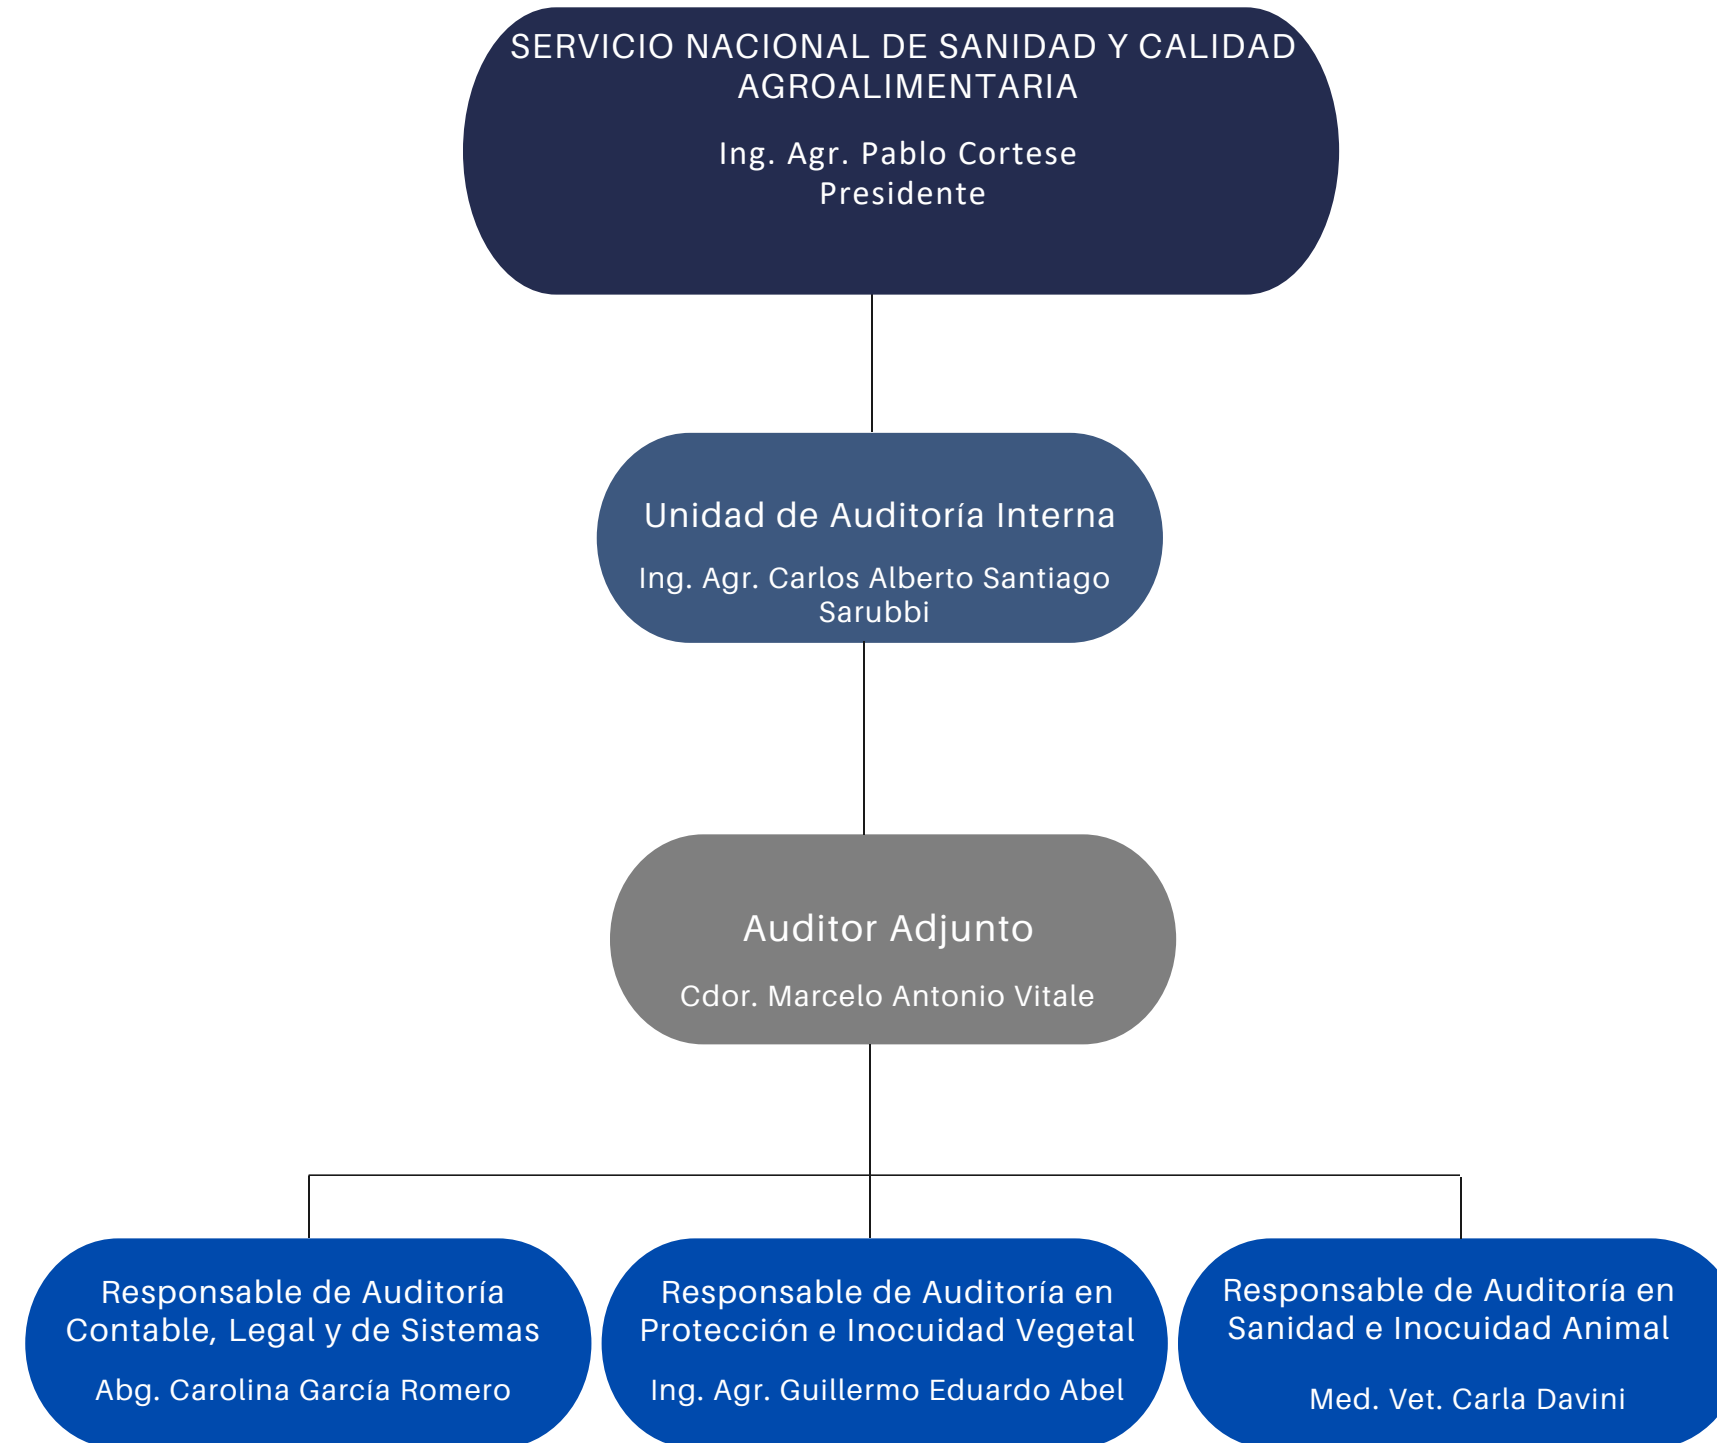 SERVICIO NACIONAL DE SANIDAD Y CALIDAD
AGROALIMENTARIA
Ing. Agr. Pablo Cortese
Presidente
Unidad de Auditoría Interna
Ing. Agr. Carlos Alberto Santiago
Sarubbi
Auditor Adjunto
Cdor. Marcelo Antonio Vitale
Responsable de Auditoría
Contable, Legal y de Sistemas
Abg. Carolina García Romero
Responsable de Auditoría en
Protección e Inocuidad Vegetal
Ing. Agr. Guillermo Eduardo Abel
Responsable de Auditoría en
Sanidad e Inocuidad Animal
Med. Vet. Carla Davini